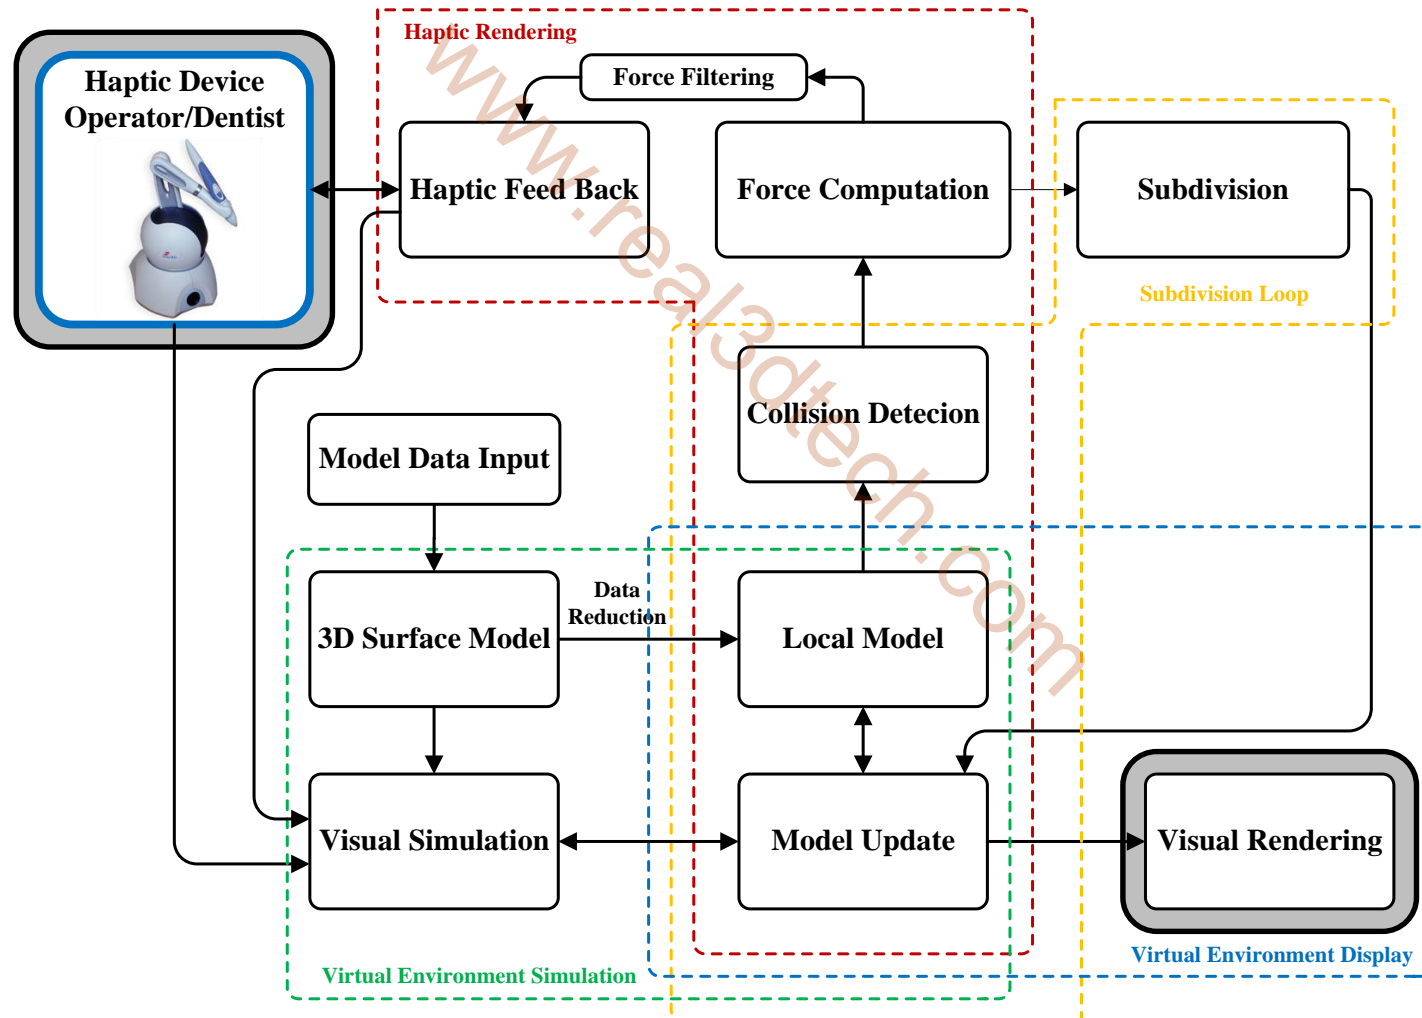 Haptic Rendering
Haptic Device
Operator/Dentist
Force Filtering
Haptic Feed Back
Force Computation
Subdivision
Subdivision Loop
Collision Detecion
Model Data Input
Data
Reduction
3D Surface Model
Local Model
Visual Simulation
Model Update
Visual Rendering
Virtual Environment Display
Virtual Environment Simulation
www.real3dtech.com